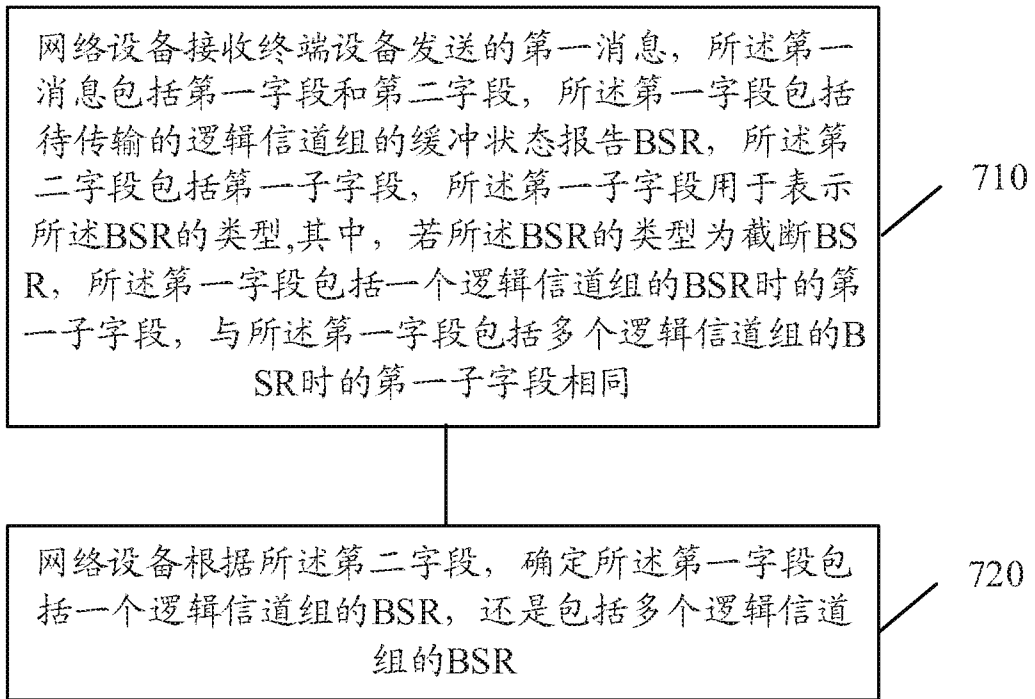 网络设备接收终端设备发送的第一消息，所述第一
消息包括第一字段和第二字段，所述第一字段包括
待传输的逻辑信道组的缓冲状态报告BSR，所述第
二字段包括第一子字段，所述第一子字段用于表示
所述BSR的类型,其中，若所述BSR的类型为截断BS
R，所述第一字段包括一个逻辑信道组的BSR时的第
一子字段，与所述第一字段包括多个逻辑信道组的B
SR时的第一子字段相同
710
网络设备根据所述第二字段，确定所述第一字段包
括一个逻辑信道组的BSR，还是包括多个逻辑信道
组的BSR
720